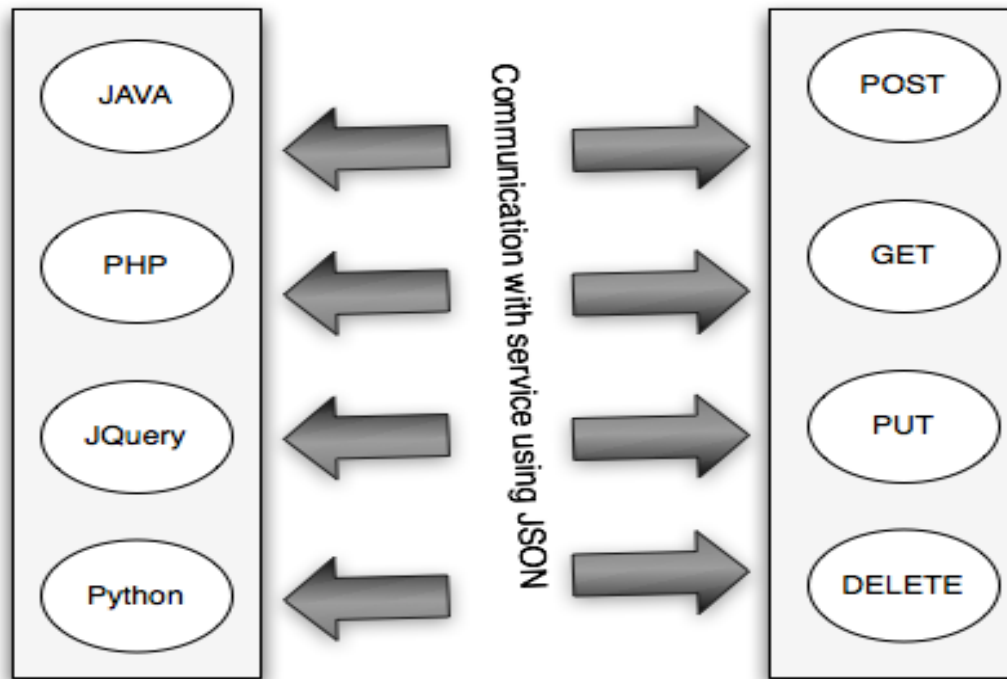 JAVA
PHP
JQuery
Python
Communication with service using JSON
POST
GET
PUT
DELETE